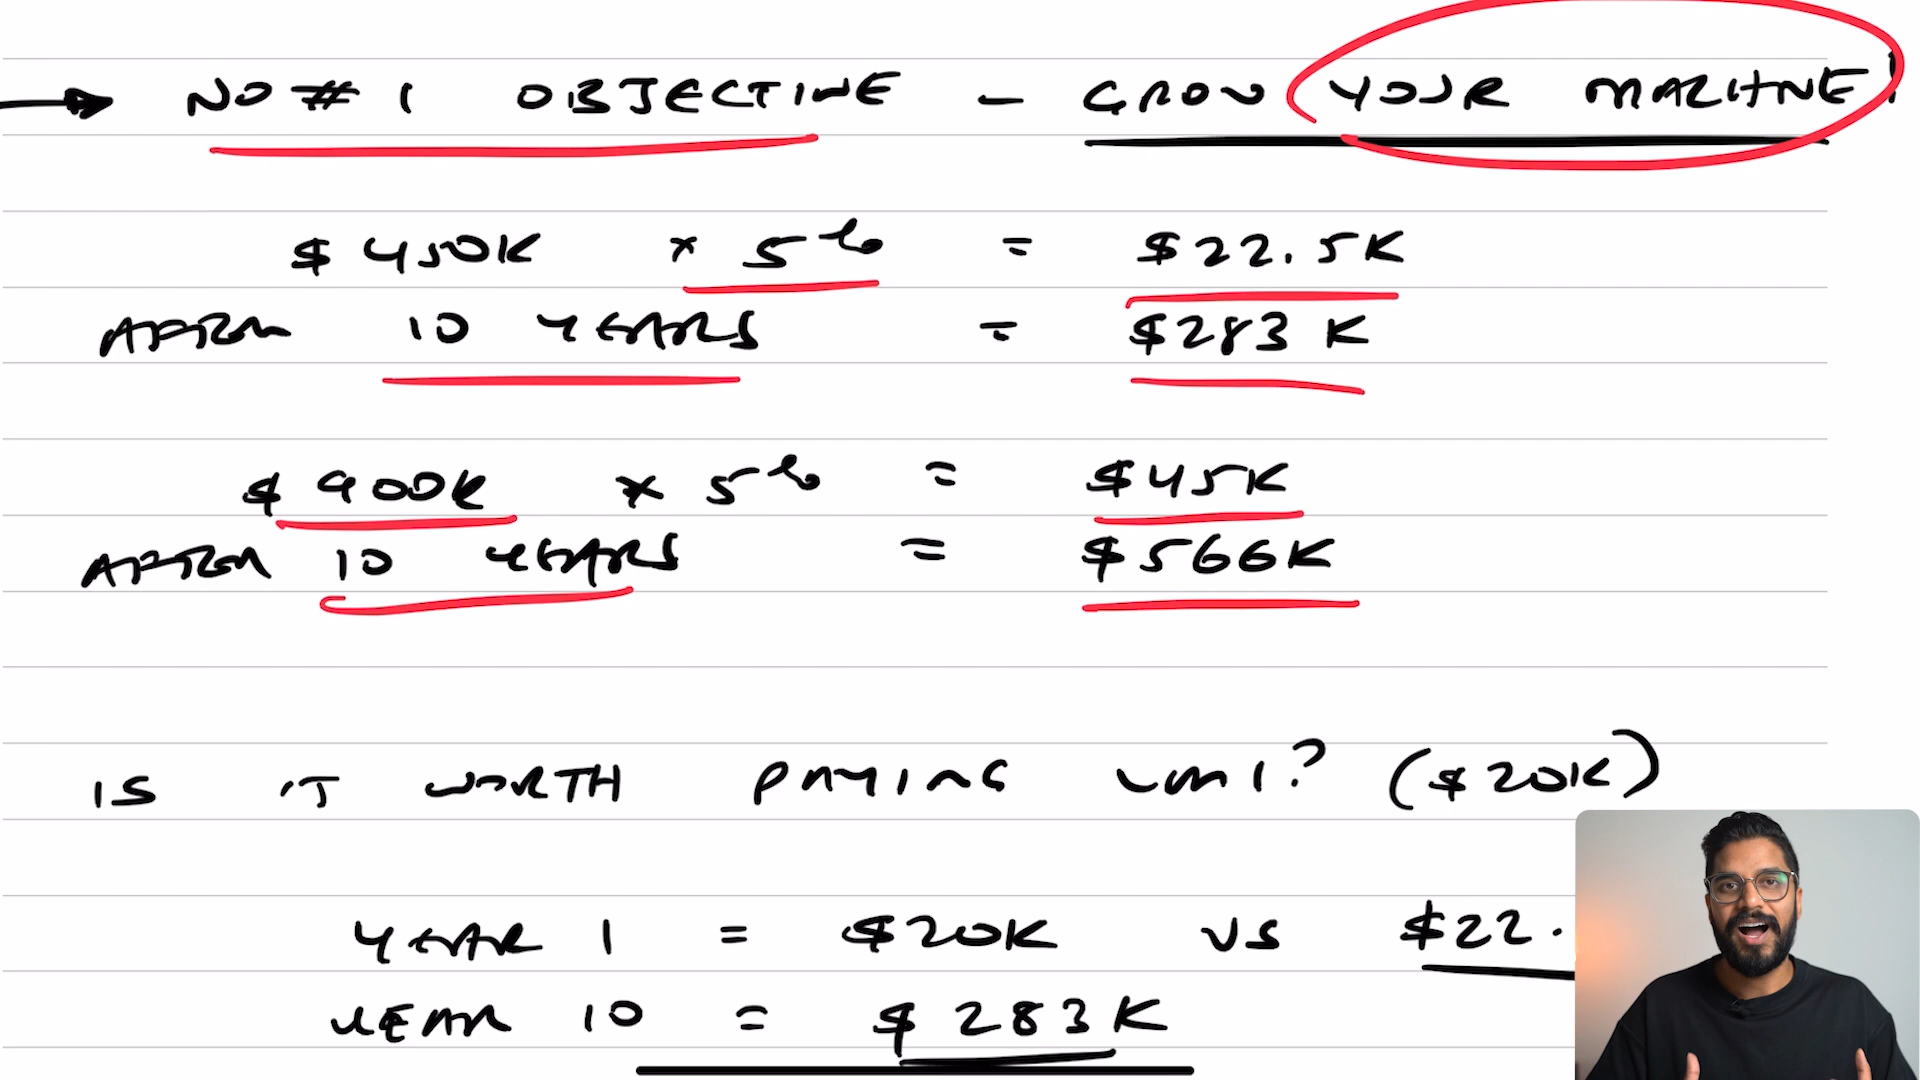 NO # 1 OBJECTIVE - GROW YOUR MACHINE!
$450K × 5% = $22.5K
AFTER 10 YEARS = $283K
$900K × 5% = $45K
AFTER 10 YEARS = $566K
IS IT WORTH PAYING LMI? ($20K)
YEAR 1 = $20K VS $22.
YEAR 10 = $283K